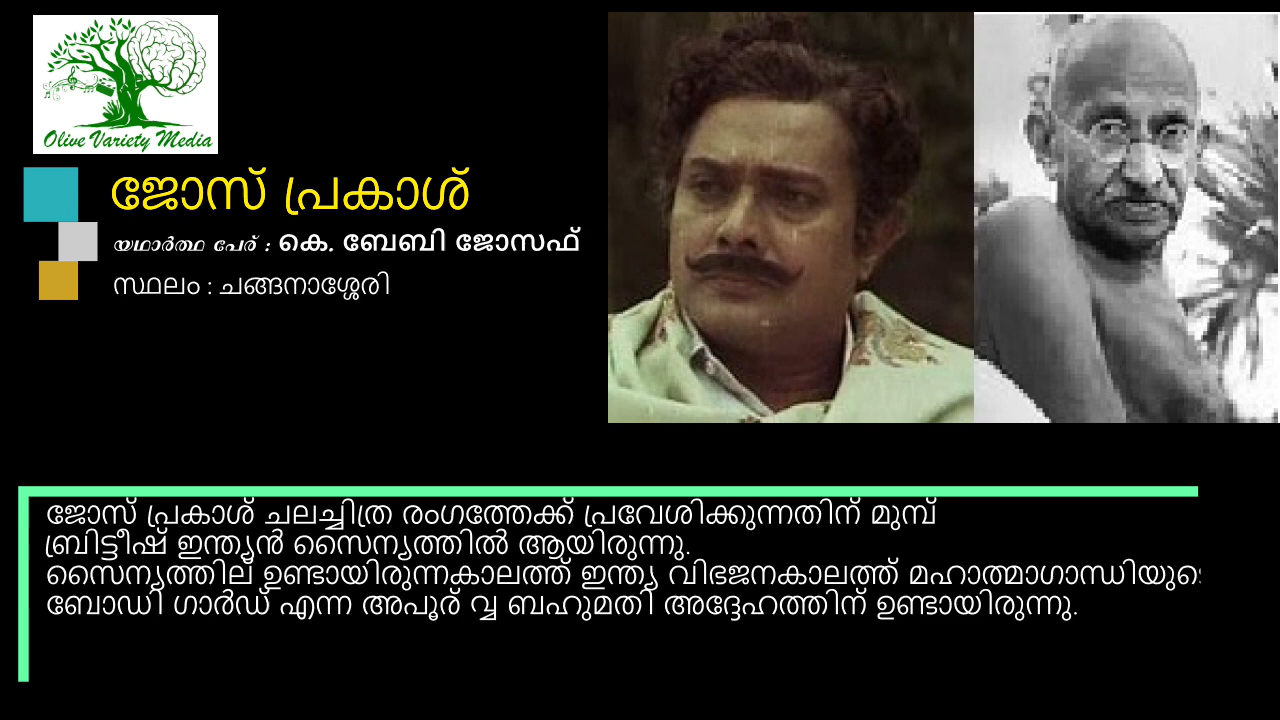 Olive Variety Media
ജോസ് പ്രകാശ്
യഥാർത്ഥ പേര് : കെ. ബേബി ജോസഫ്
സ്ഥലം : ചങ്ങനാശ്ശേരി
ജോസ് പ്രകാശ് ചലച്ചിത്ര രംഗത്തേക്ക് പ്രവേശിക്കുന്നതിന് മുമ്പ്
ബ്രിട്ടീഷ് ഇന്ത്യൻ സൈന്യത്തിൽ ആയിരുന്നു.
സൈന്യത്തില് ഉണ്ടായിരുന്നകാലത്ത് ഇന്ത്യ വിഭജനകാലത്ത് മഹാത്മാഗാന്ധിയുടെ
ബോഡി ഗാർഡ് എന്ന അപൂര് വ്വ ബഹുമതി അദ്ദേഹത്തിന് ഉണ്ടായിരുന്നു.